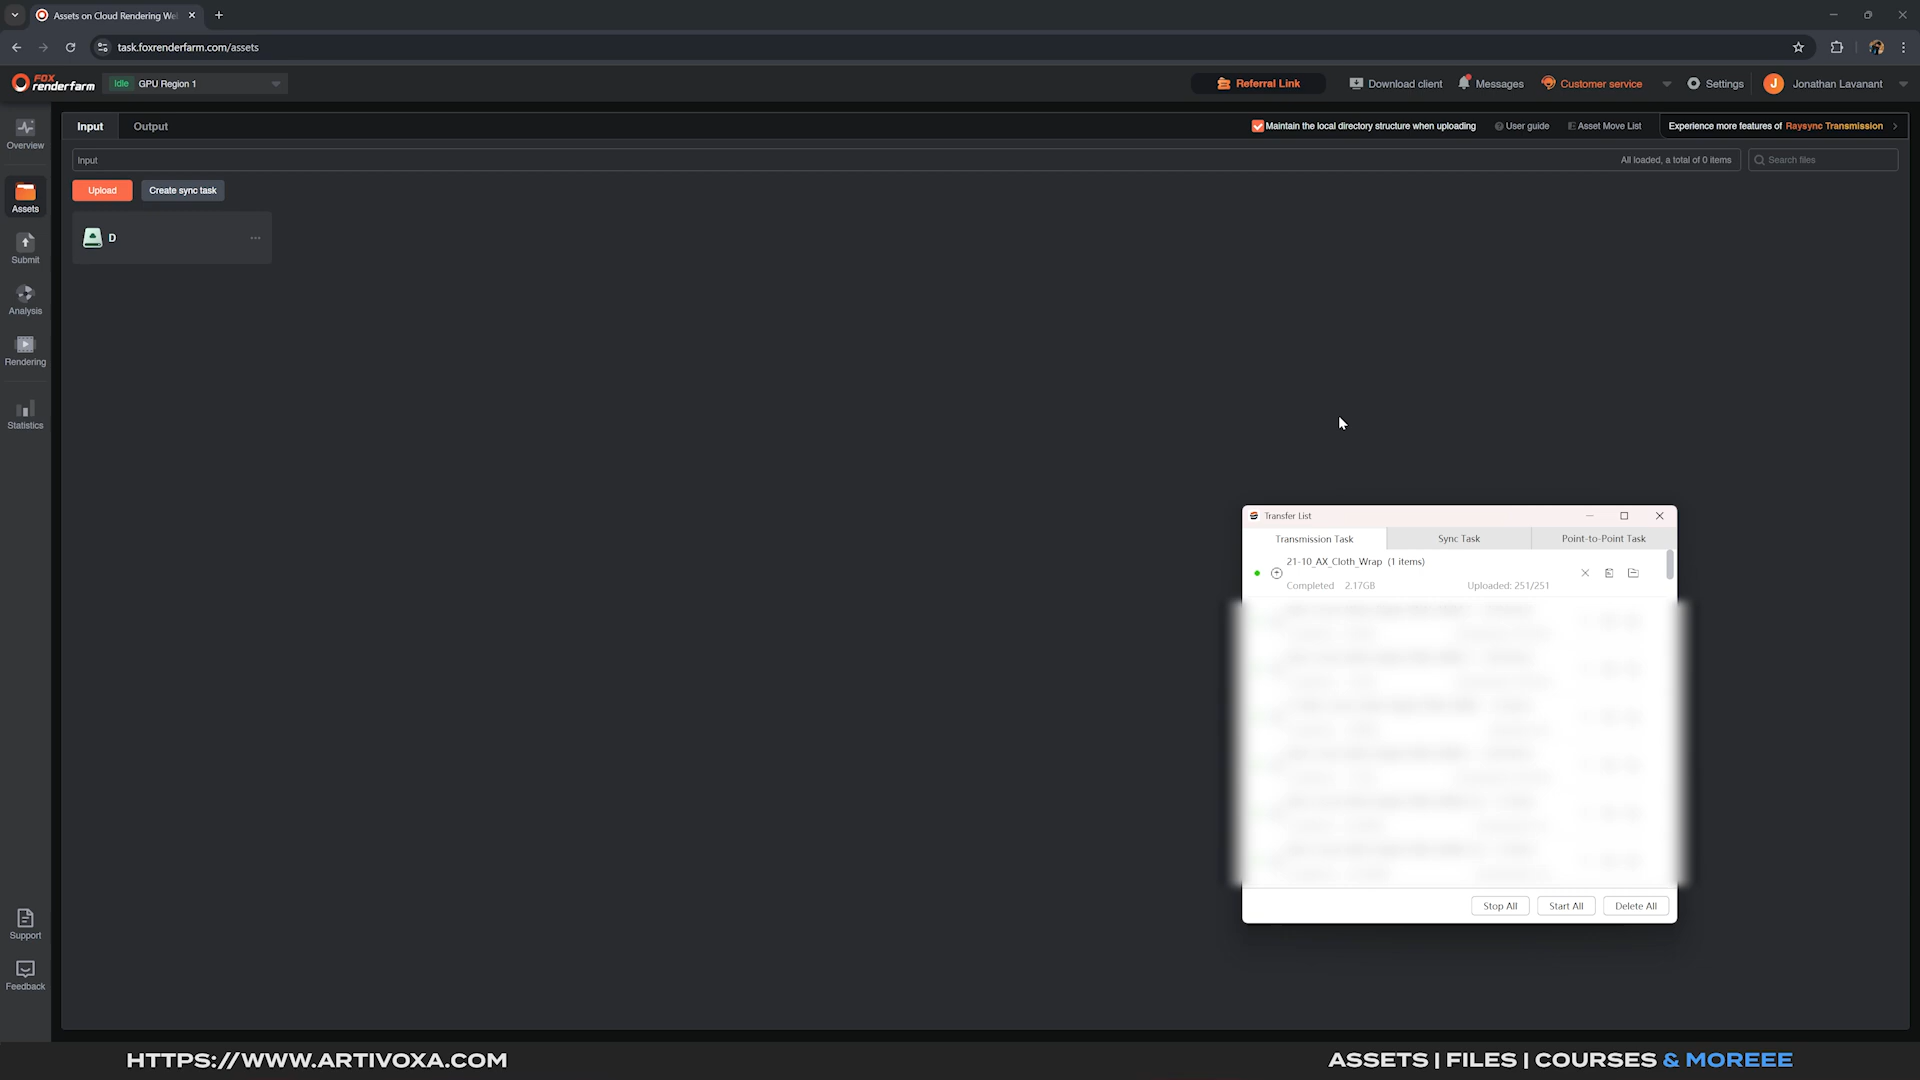 Assets on Cloud Rendering We
task.foxrenderfarm.com/assets
FOX
renderfarm
Idle GPU Region 1
Referral Link
Download client
Messages
Customer service
Settings
J Jonathan Lavanant
Overview
Assets
Submit
Analysis
Rendering
Statistics
Support
Feedback
Input
Output
Maintain the local directory structure when uploading
User guide
Asset Move List
Experience more features of Raysync Transmission
Input
All loaded, a total of 0 items
Search files
Upload
Create sync task
D
Transfer List
Transmission Task
Sync Task
Point-to-Point Task
21-10_AX_Cloth_Wrap (1 items)
Completed 2.17GB Uploaded: 251/251
Stop All
Start All
Delete All
HTTPS://WWW.ARTIVOXA.COM
ASSETS | FILES | COURSES & MOREEE